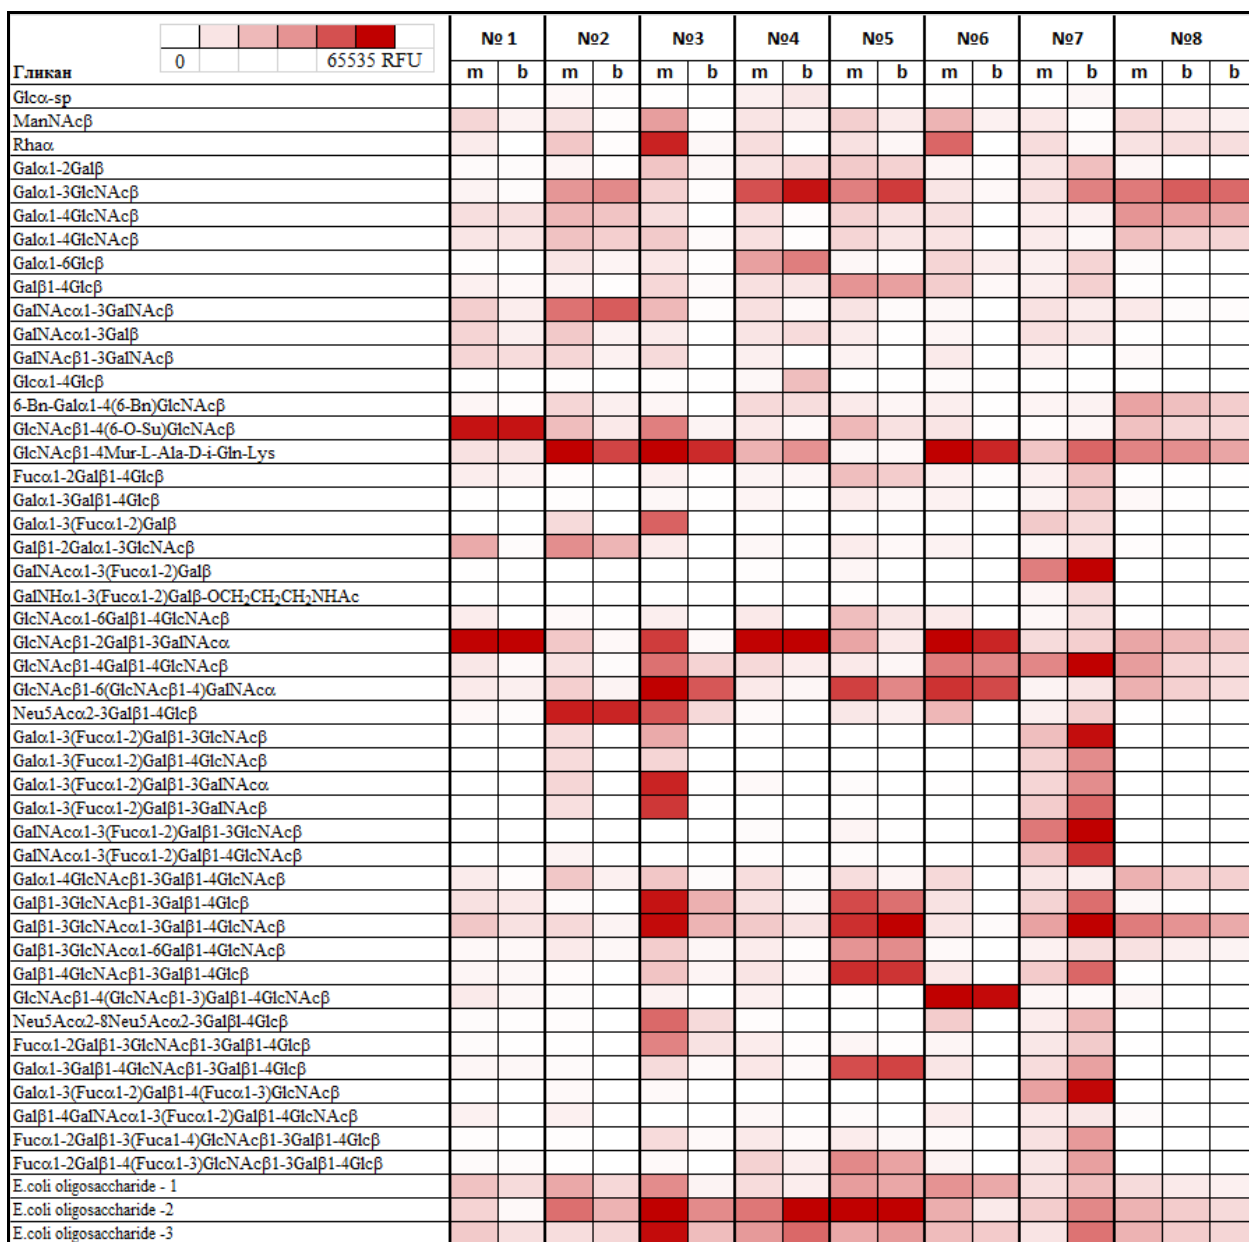 0 65535 RFU
Гликан № 1 №2 №3 №4 №5 №6 №7 №8
m b m b m b m b m b m b m b m b b
Glcα-sp
ManNAcβ
Rhaα
Galα1-2Galβ
Galα1-3GlcNAcβ
Galα1-4GlcNAcβ
Galα1-4GlcNAcβ
Galα1-6Glcβ
Galβ1-4Glcβ
GalNAcα1-3GalNAcβ
GalNAcα1-3Galβ
GalNAcβ1-3GalNAcβ
Glcα1-4Glcβ
6-Bn-Galα1-4(6-Bn)GlcNAcβ
GlcNAcβ1-4(6-O-Su)GlcNAcβ
GlcNAcβ1-4Mur-L-Ala-D-i-Gln-Lys
Fucα1-2Galβ1-4Glcβ
Galα1-3Galβ1-4Glcβ
Galα1-3(Fucα1-2)Galβ
Galβ1-2Galα1-3GlcNAcβ
GalNAcα1-3(Fucα1-2)Galβ
GalNHα1-3(Fucα1-2)Galβ-OCH₂CH₂CH₂NHAc
GlcNAcα1-6Galβ1-4GlcNAcβ
GlcNAcβ1-2Galβ1-3GalNAcα
GlcNAcβ1-4Galβ1-4GlcNAcβ
GlcNAcβ1-6(GlcNAcβ1-4)GalNAcα
Neu5Acα2-3Galβ1-4Glcβ
Galα1-3(Fucα1-2)Galβ1-3GlcNAcβ
Galα1-3(Fucα1-2)Galβ1-4GlcNAcβ
Galα1-3(Fucα1-2)Galβ1-3GalNAcα
Galα1-3(Fucα1-2)Galβ1-3GalNAcβ
GalNAcα1-3(Fucα1-2)Galβ1-3GlcNAcβ
GalNAcα1-3(Fucα1-2)Galβ1-4GlcNAcβ
Galα1-4GlcNAcβ1-3Galβ1-4GlcNAcβ
Galβ1-3GlcNAcβ1-3Galβ1-4Glcβ
Galβ1-3GlcNAcα1-3Galβ1-4GlcNAcβ
Galβ1-3GlcNAcα1-6Galβ1-4GlcNAcβ
Galβ1-4GlcNAcβ1-3Galβ1-4Glcβ
GlcNAcβ1-4(GlcNAcβ1-3)Galβ1-4GlcNAcβ
Neu5Acα2-8Neu5Acα2-3Galβl-4Glcβ
Fucα1-2Galβ1-3GlcNAcβ1-3Galβ1-4Glcβ
Galα1-3Galβ1-4GlcNAcβ1-3Galβ1-4Glcβ
Galα1-3(Fucα1-2)Galβ1-4(Fucα1-3)GlcNAcβ
Galβ1-4GalNAcα1-3(Fucα1-2)Galβ1-4GlcNAcβ
Fucα1-2Galβ1-3(Fuca1-4)GlcNAcβ1-3Galβ1-4Glcβ
Fucα1-2Galβ1-4(Fucα1-3)GlcNAcβ1-3Galβ1-4Glcβ
E.coli oligosaccharide - 1
E.coli oligosaccharide -2
E.coli oligosaccharide -3